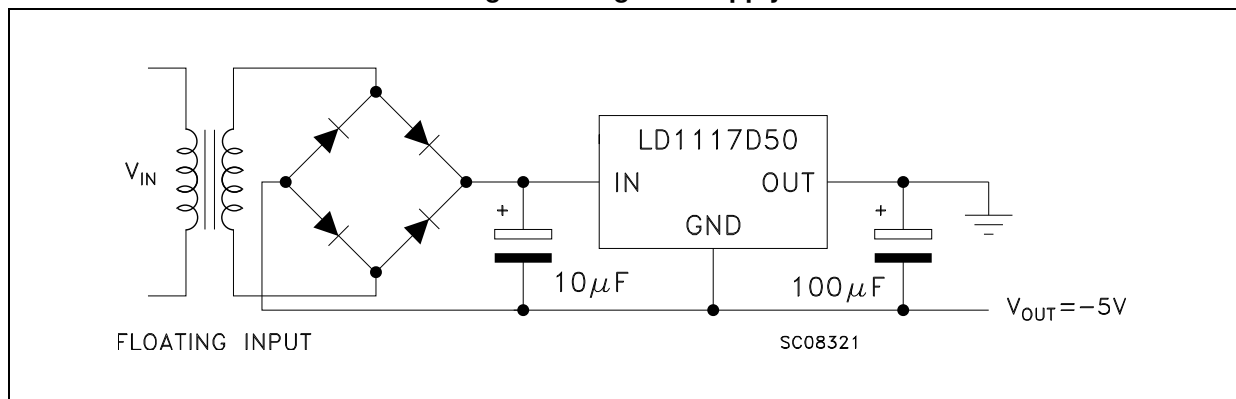 V_IN
FLOATING INPUT
+
10μF
LD1117D50
IN
OUT
GND
+
100μF
V_OUT=-5V
SC08321